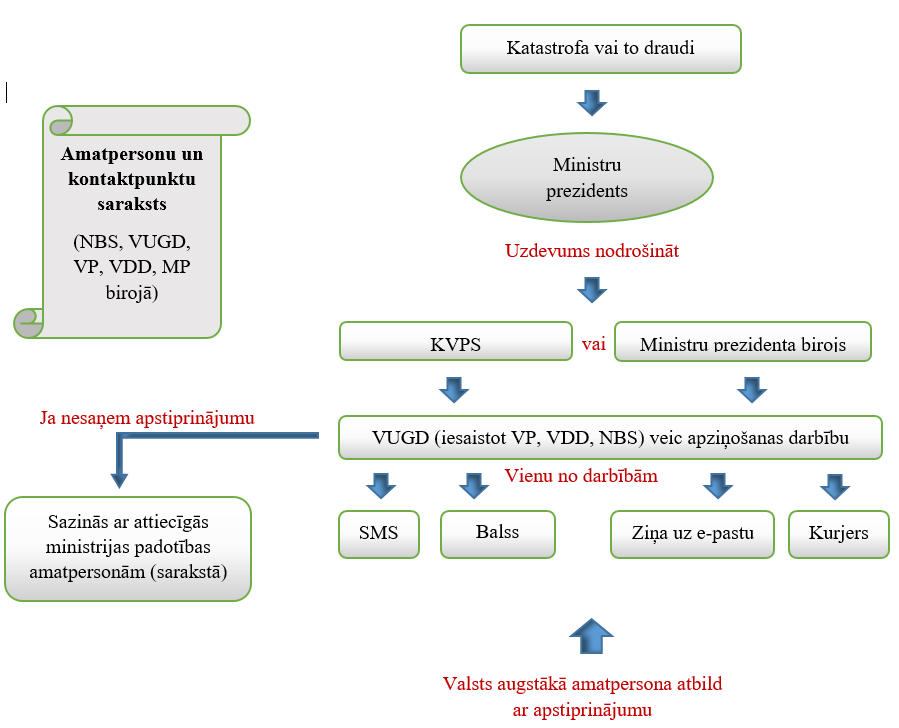 Katastrofa vai to draudi
Amatpersonu un
kontaktpunktu
saraksts
(NBS, VUGD,
VP, VDD, MP
birojā)
Ministru
prezidents
Uzdevums nodrošināt
KVPS
vai
Ministru prezidenta birojs
Ja nesaņem apstiprinājumu
VUGD (iesaistot VP, VDD, NBS) veic apziņošanas darbību
Vienu no darbībām
Sazinās ar attiecīgās
ministrijas padotības
amatpersonām (sarakstā)
SMS
Balss
Ziņa uz e-pastu
Kurjers
Valsts augstākā amatpersona atbild
ar apstiprinājumu